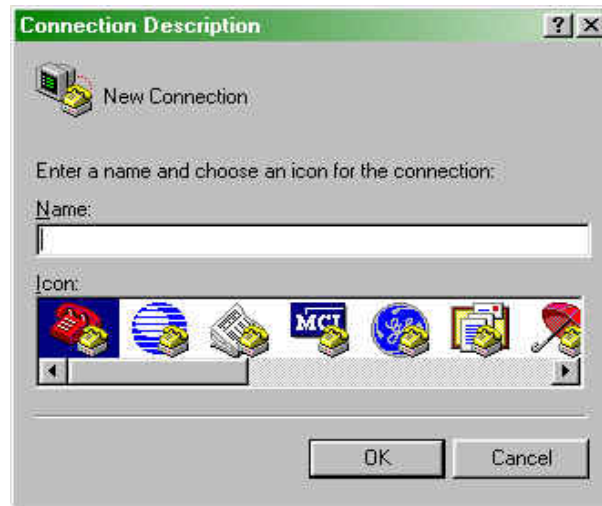 Connection Description
New Connection
Enter a name and choose an icon for the connection:
Name:
Icon:
MCI
OK Cancel